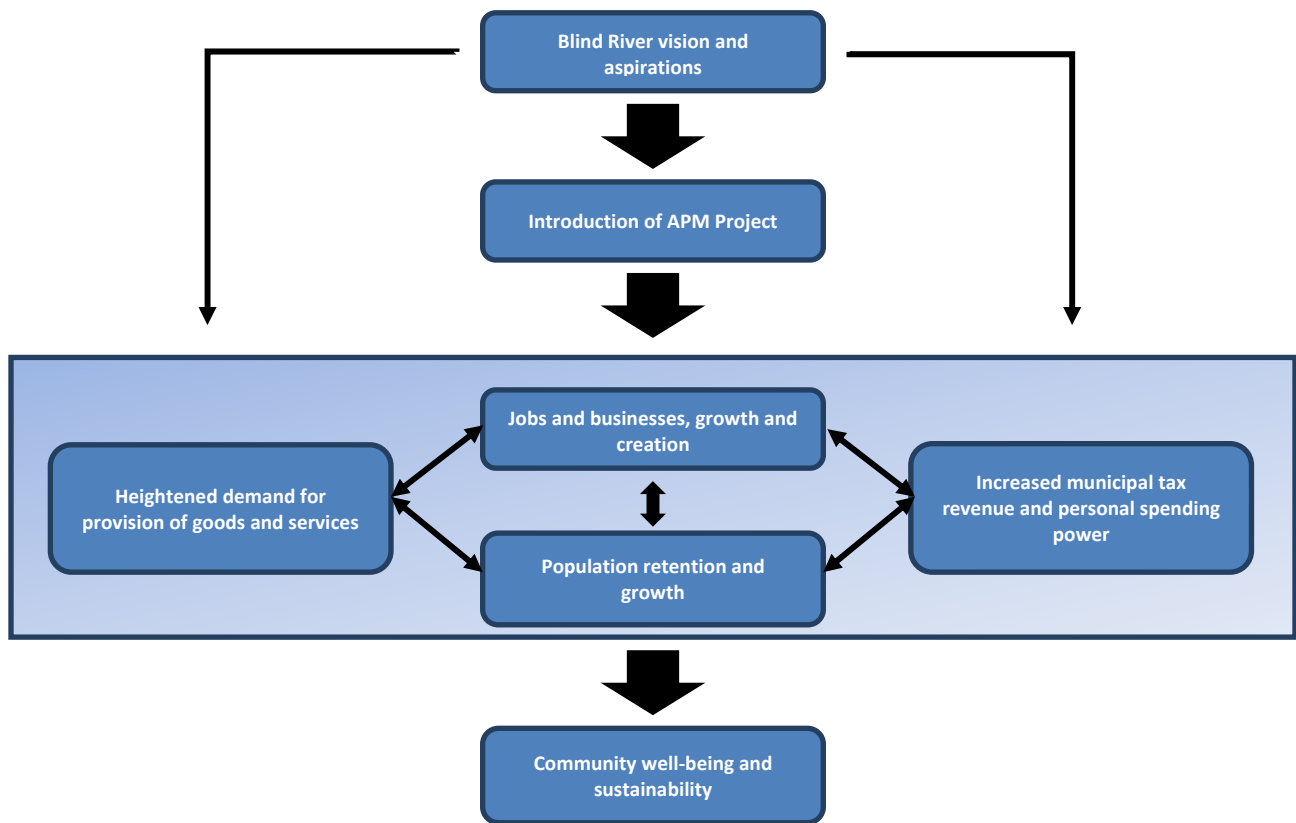 Blind River vision and
aspirations
Introduction of APM Project
Jobs and businesses, growth and
creation
Heightened demand for
provision of goods and services
Increased municipal tax
revenue and personal spending
power
Population retention and
growth
Community well-being and
sustainability